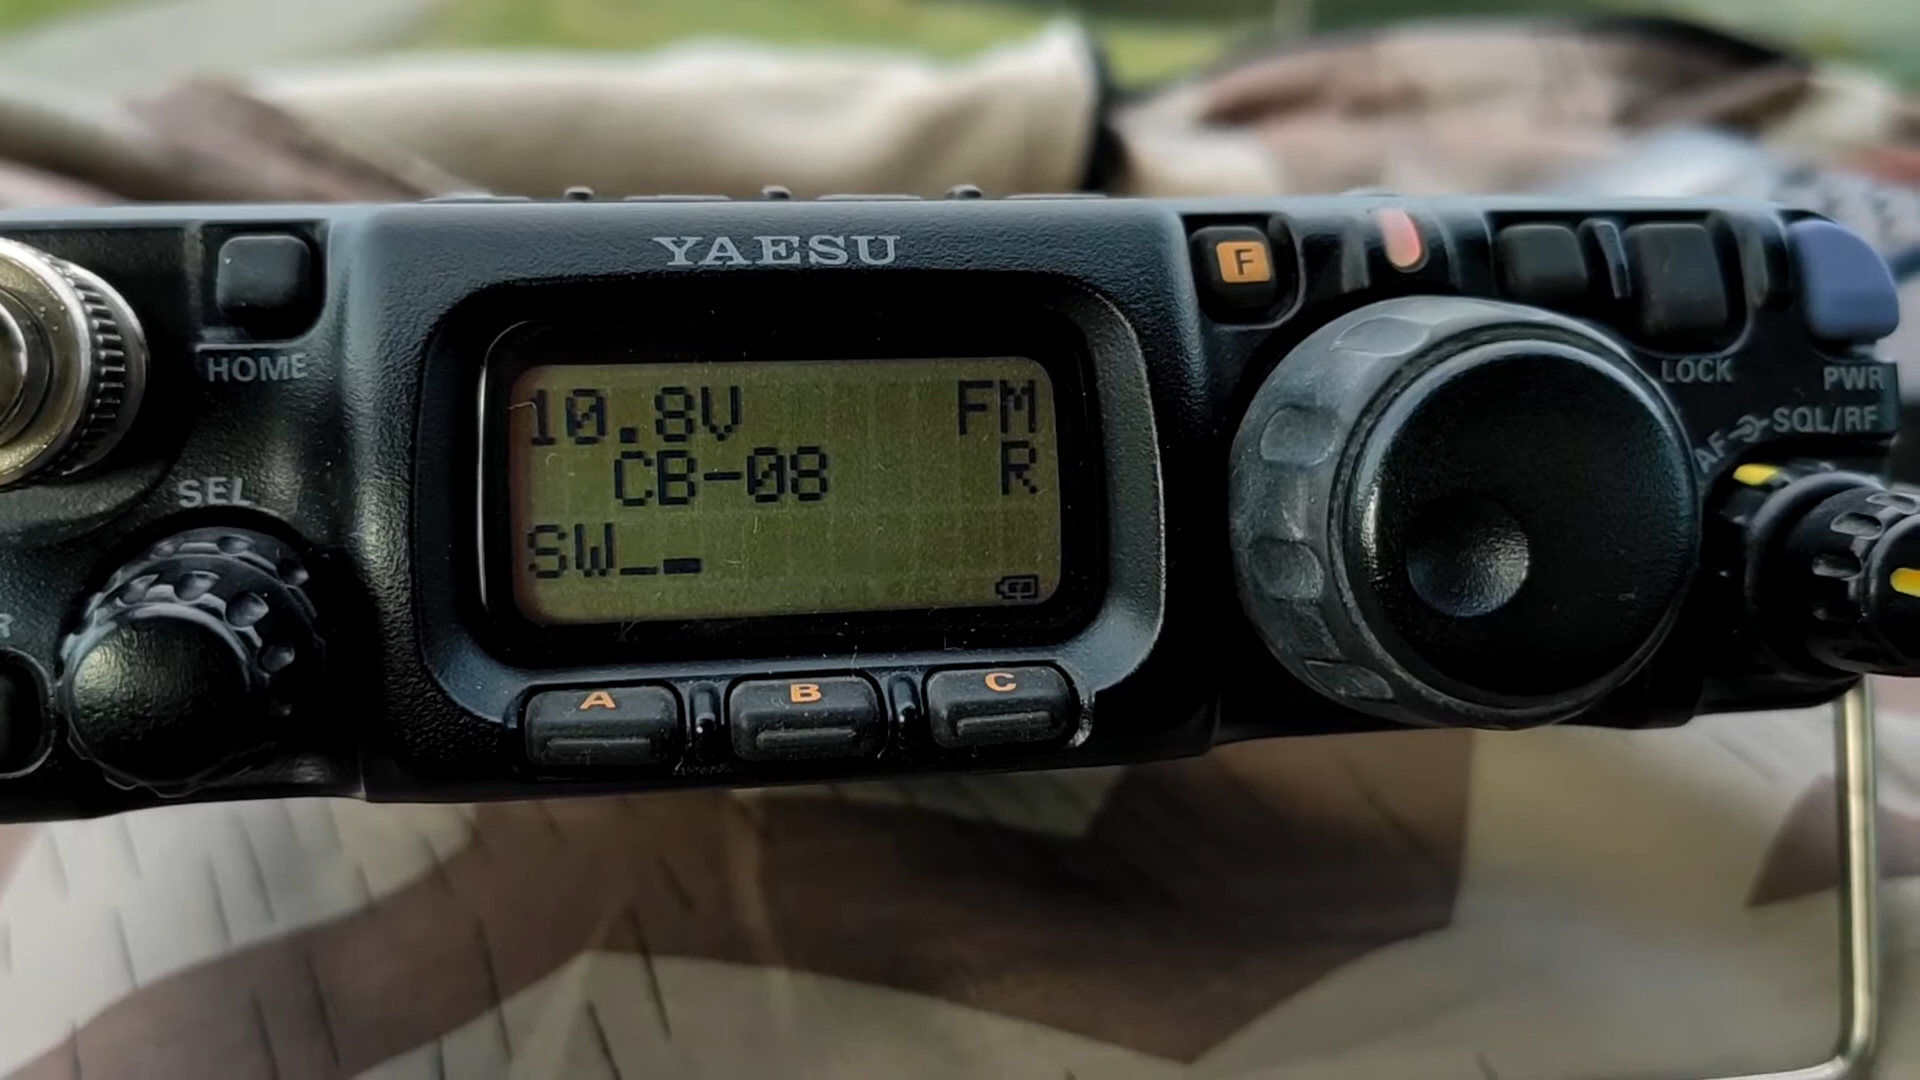 YAESU
F
HOME
LOCK
PWR
AF SQL/RF
SEL
10.8V FM
CB-08 R
SW_
A B C